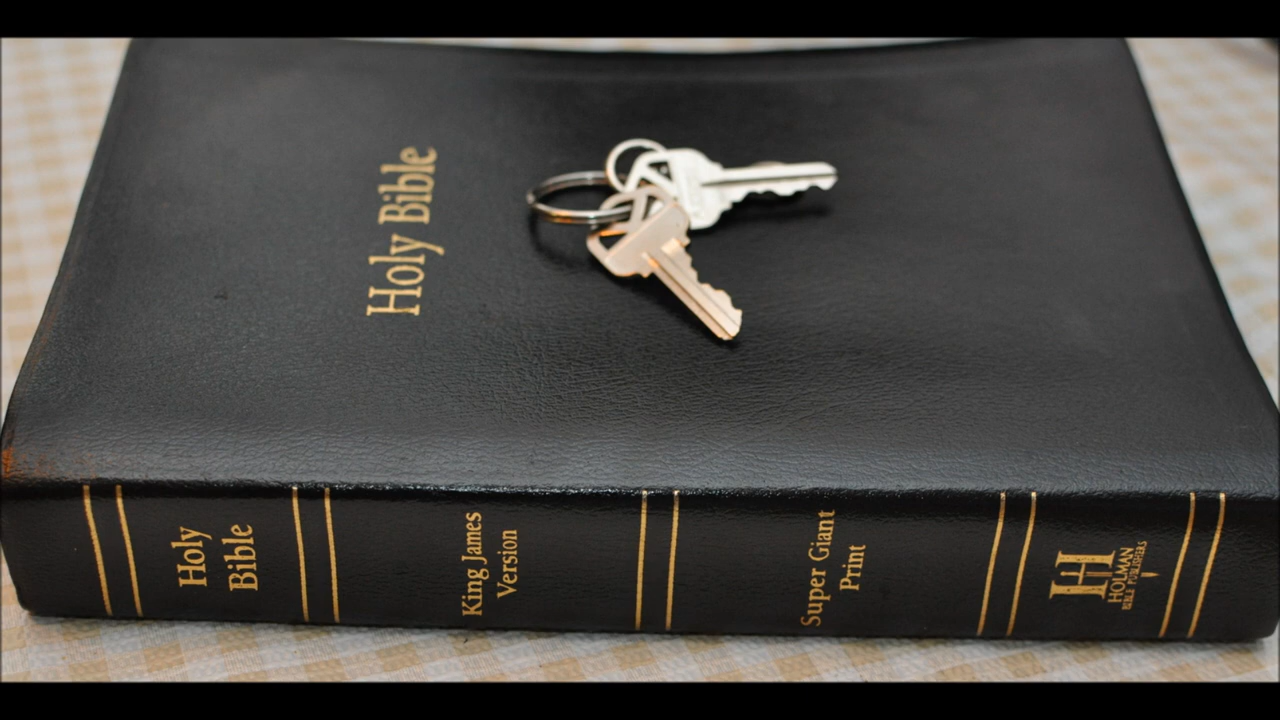 Holy Bible
Holy
Bible
King James
Version
Super Giant
Print
HOLMAN
BIBLE PUBLISHERS